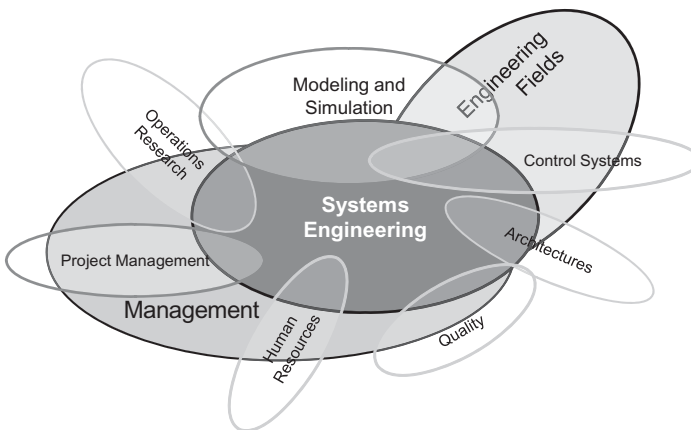 Engineering
Fields
Modeling and
Simulation
Operations
Research
Control Systems
Systems
Engineering
Architectures
Project Management
Management
Human
Resources
Quality